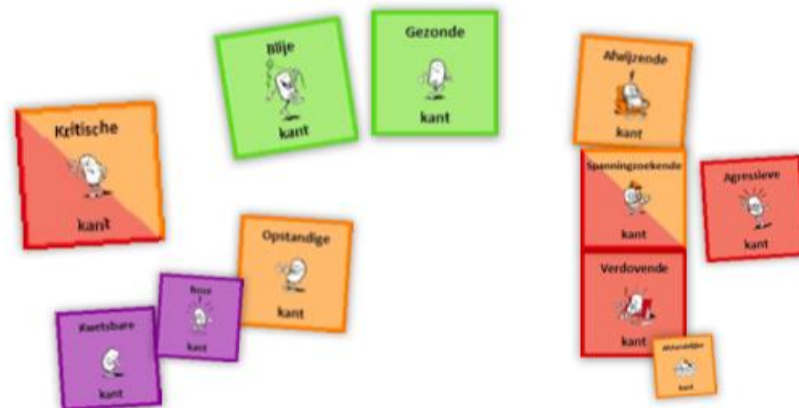 Blije
kant
Gezonde
kant
Afwijzende
kant
Kritische
kant
Spanningzoekende
kant
Agressieve
kant
Opstandige
kant
Verdovende
kant
Boze
kant
Kwetsbare
kant
Afstandelijke
kant